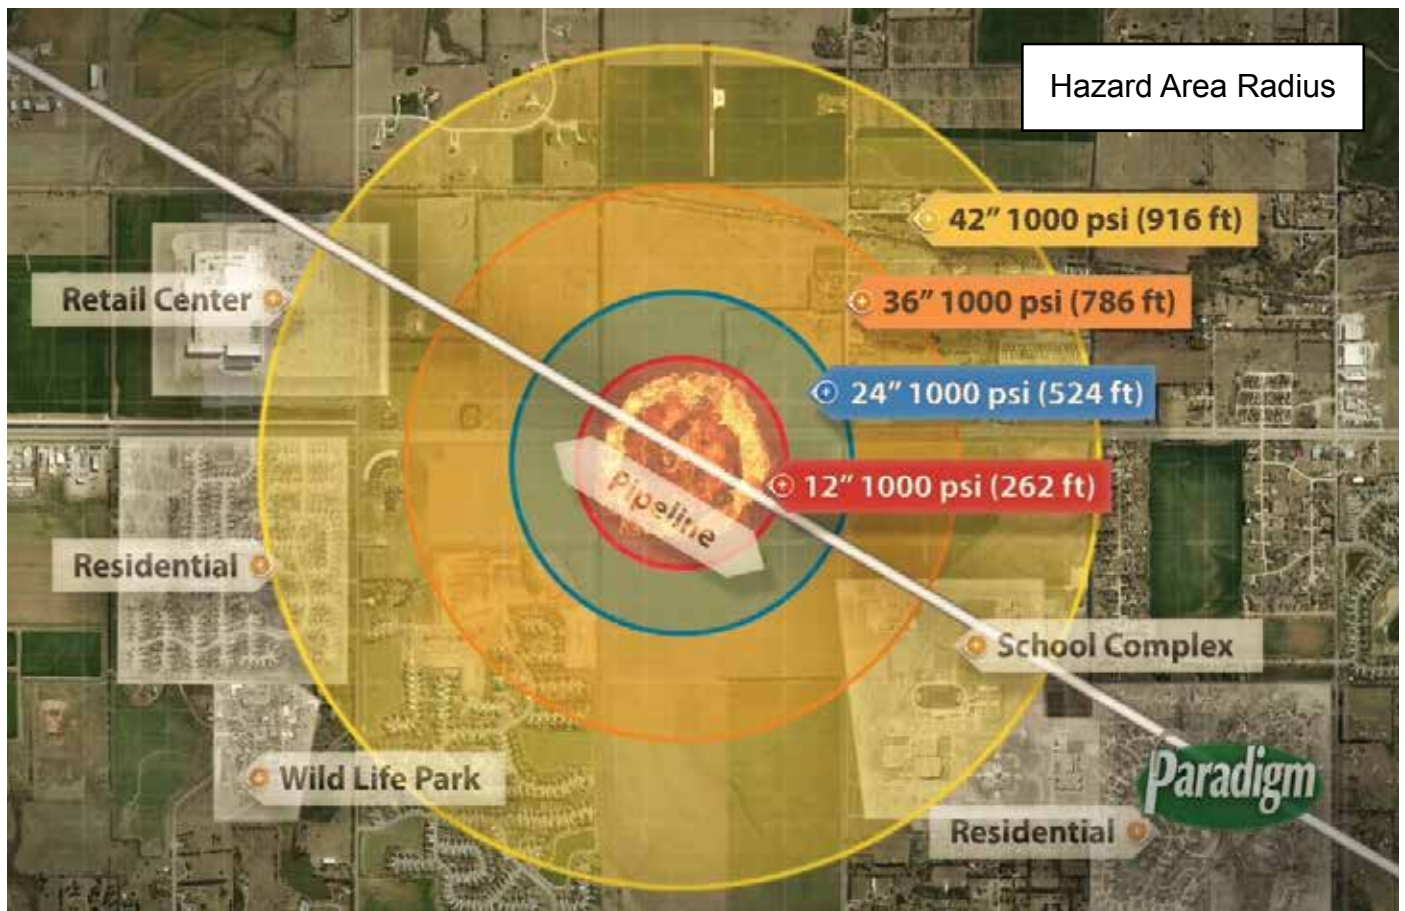 Hazard Area Radius
42″ 1000 psi (916 ft)
Retail Center
36″ 1000 psi (786 ft)
24″ 1000 psi (524 ft)
12″ 1000 psi (262 ft)
Pipeline
Residential
School Complex
Wild Life Park
Paradigm
Residential